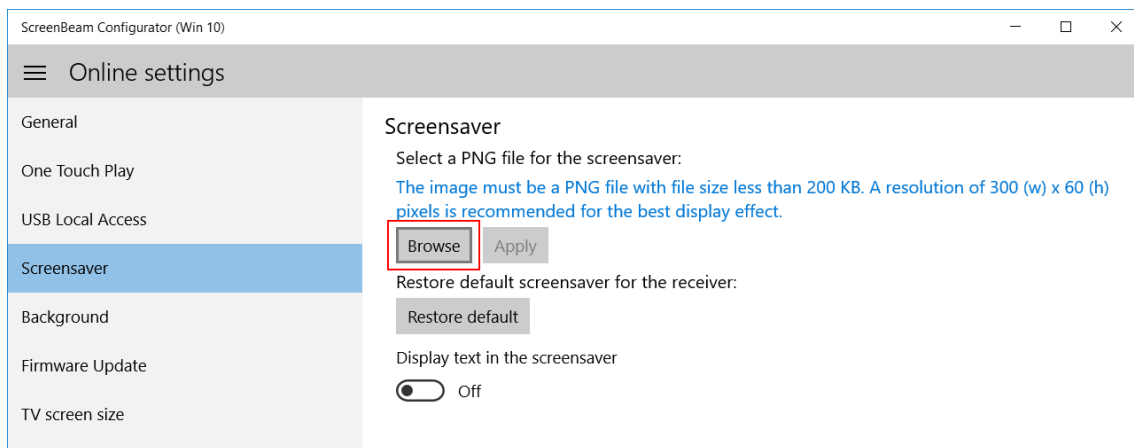 ScreenBeam Configurator (Win 10)
Online settings
General
One Touch Play
USB Local Access
Screensaver
Background
Firmware Update
TV screen size
Screensaver
Select a PNG file for the screensaver:
The image must be a PNG file with file size less than 200 KB. A resolution of 300 (w) x 60 (h)
pixels is recommended for the best display effect.
Browse Apply
Restore default screensaver for the receiver:
Restore default
Display text in the screensaver
Off